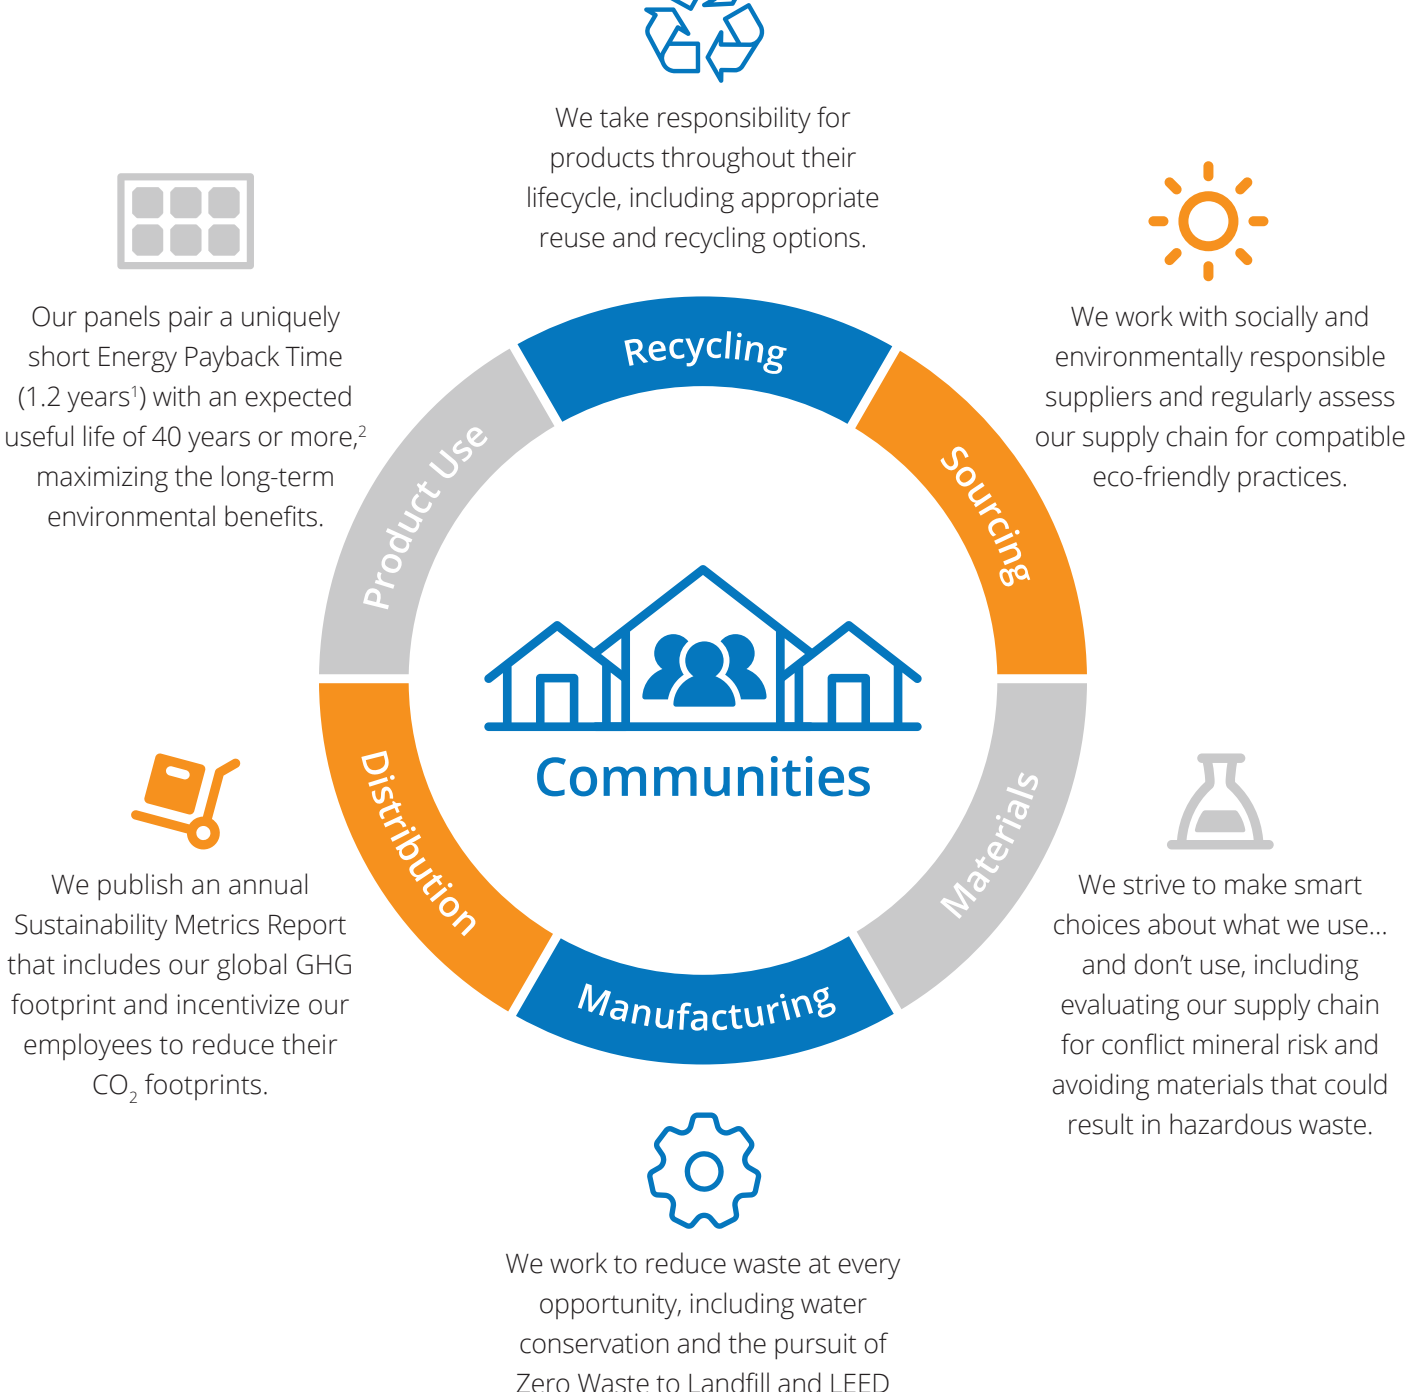 We take responsibility for
products throughout their
lifecycle, including appropriate
reuse and recycling options.
Our panels pair a uniquely
short Energy Payback Time
(1.2 years¹) with an expected
useful life of 40 years or more,²
maximizing the long-term
environmental benefits.
We work with socially and
environmentally responsible
suppliers and regularly assess
our supply chain for compatible
eco-friendly practices.
Recycling
Product Use
Sourcing
Communities
Distribution
Materials
Manufacturing
We publish an annual
Sustainability Metrics Report
that includes our global GHG
footprint and incentivize our
employees to reduce their
CO₂ footprints.
We strive to make smart
choices about what we use...
and don't use, including
evaluating our supply chain
for conflict mineral risk and
avoiding materials that could
result in hazardous waste.
We work to reduce waste at every
opportunity, including water
conservation and the pursuit of
Zero Waste to Landfill and LEED